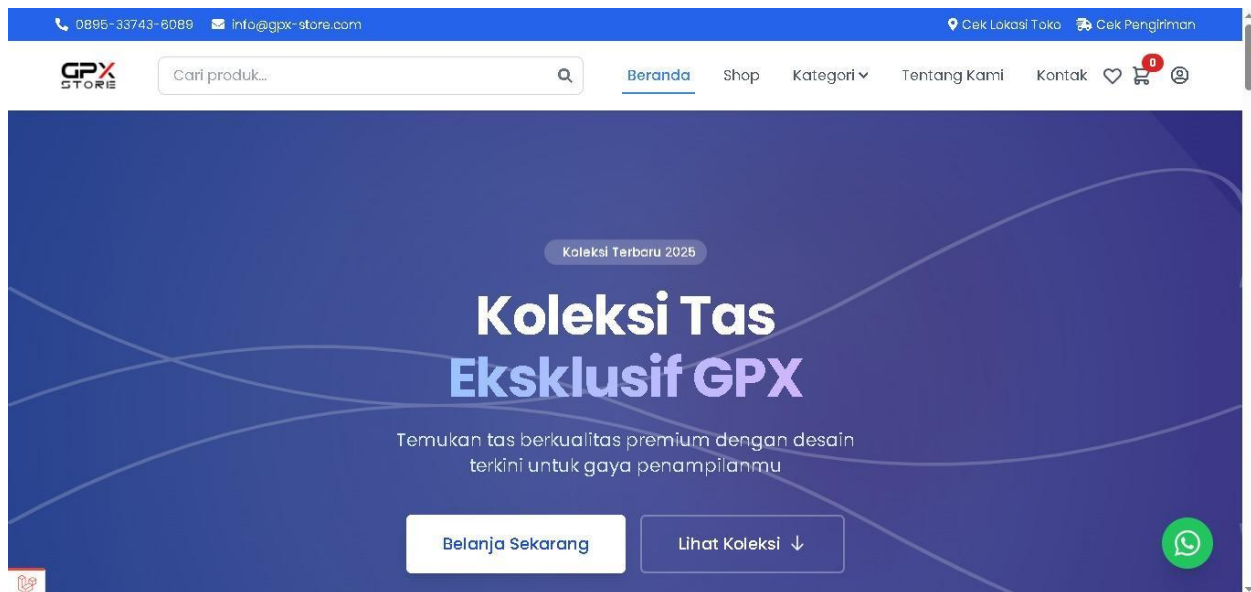 0895-33743-6089 info@gpx-store.com Cek Lokasi Toko Cek Pengiriman
GPX
STORE
Cari produk... Beranda Shop Kategori Tentang Kami Kontak 0
Koleksi Terbaru 2025
Koleksi Tas
Eksklusif GPX
Temukan tas berkualitas premium dengan desain
terkini untuk gaya penampilanmu
Belanja Sekarang Lihat Koleksi ↓